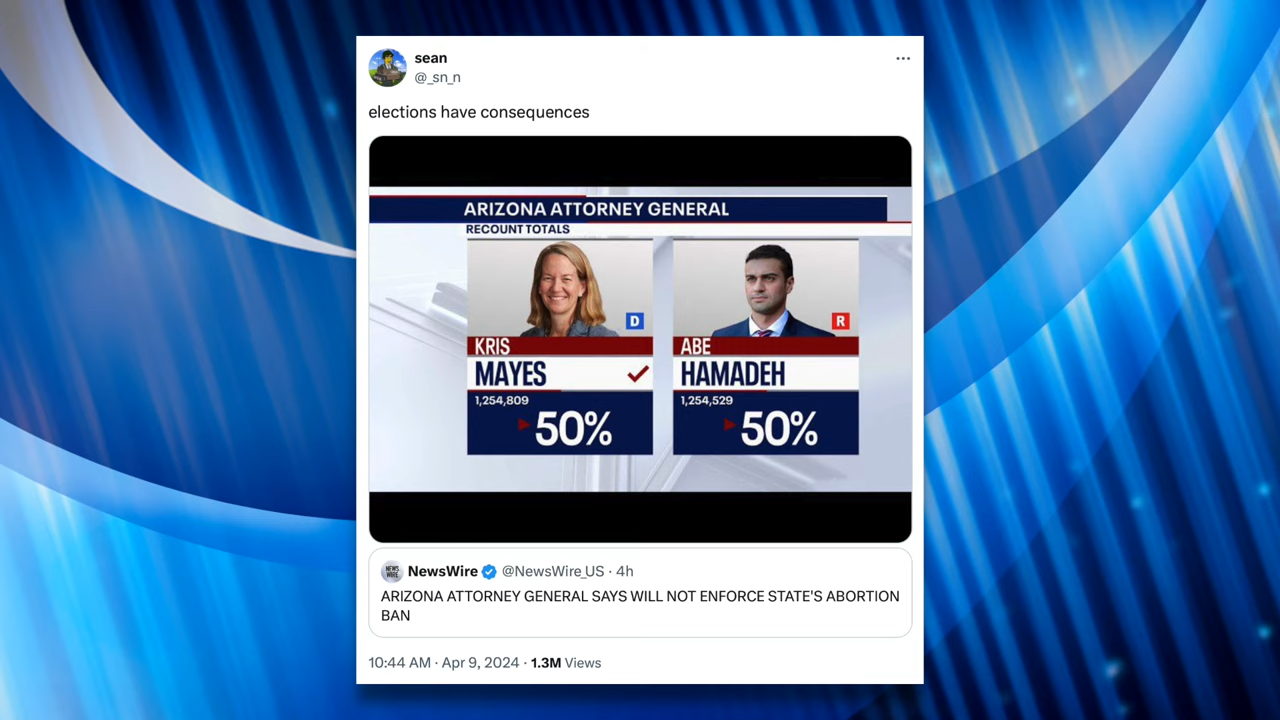 sean
@_sn_n
elections have consequences
ARIZONA ATTORNEY GENERAL
RECOUNT TOTALS
D
R
KRIS
MAYES
1,254,809
50%
ABE
HAMADEH
1,254,529
50%
NEWS
WIRE
NewsWire @NewsWire_US · 4h
ARIZONA ATTORNEY GENERAL SAYS WILL NOT ENFORCE STATE'S ABORTION
BAN
10:44 AM · Apr 9, 2024 · 1.3M Views